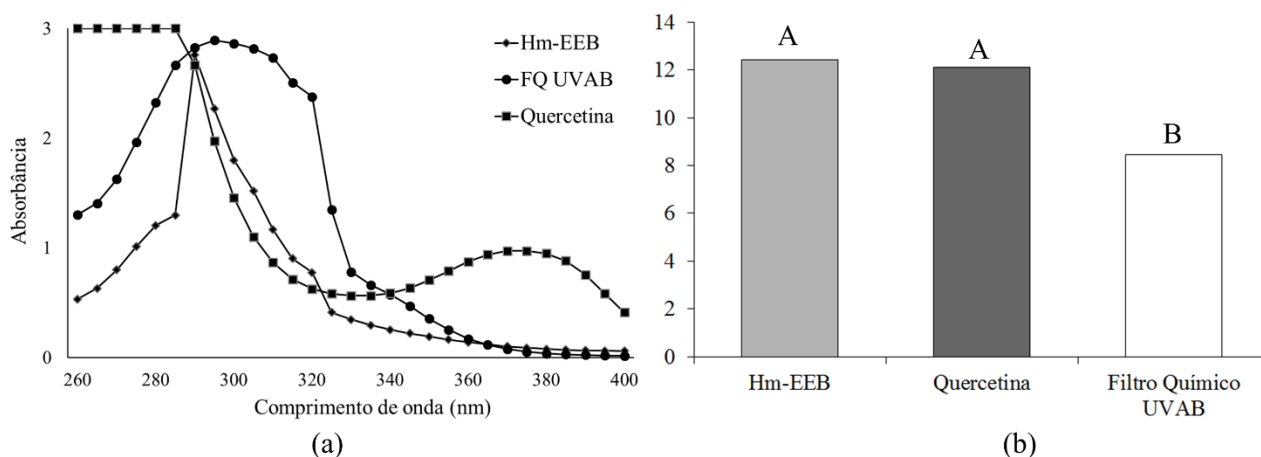 3
2
1
0
Absorbância
260 280 300 320 340 360 380 400
Comprimento de onda (nm)
Hm-EEB
FQ UVAB
Quercetina
(a)
14
12
10
8
6
4
2
0
A
A
B
Hm-EEB
Quercetina
Filtro Químico
UVAB
(b)